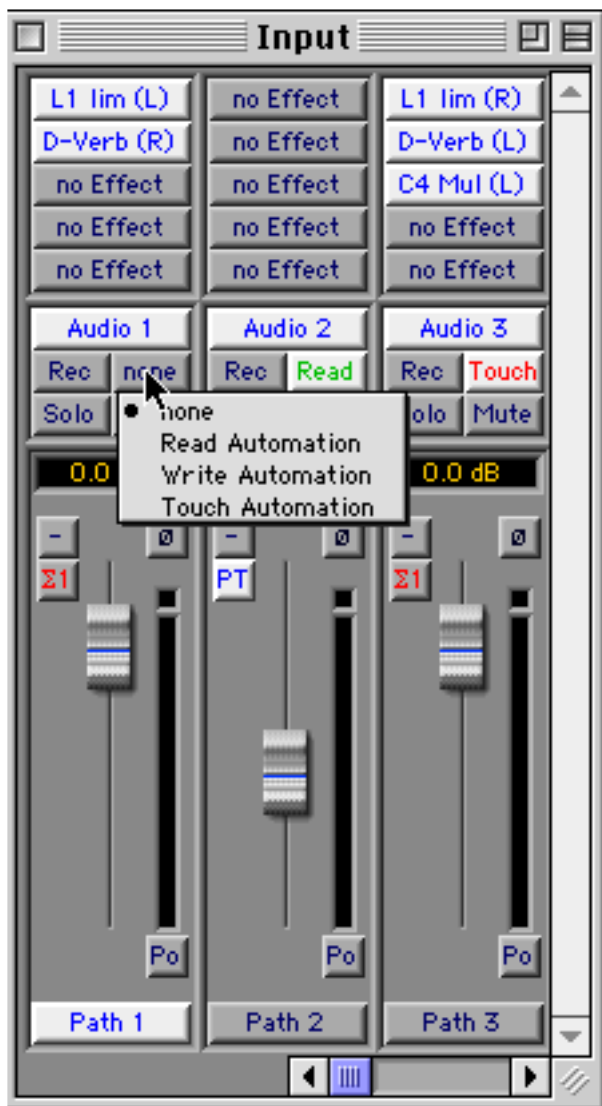 Input
L1 lim (L) no Effect L1 lim (R)
D-Verb (R) no Effect D-Verb (L)
no Effect no Effect C4 Mul (L)
no Effect no Effect no Effect
no Effect no Effect no Effect
Audio 1 Audio 2 Audio 3
Rec none Rec Read Rec Touch
Solo olo Mute
none
Read Automation
Write Automation
Touch Automation
0.0 0.0 dB
- ø - ø - ø
Σ1 PT Σ1
Po Po Po
Path 1 Path 2 Path 3